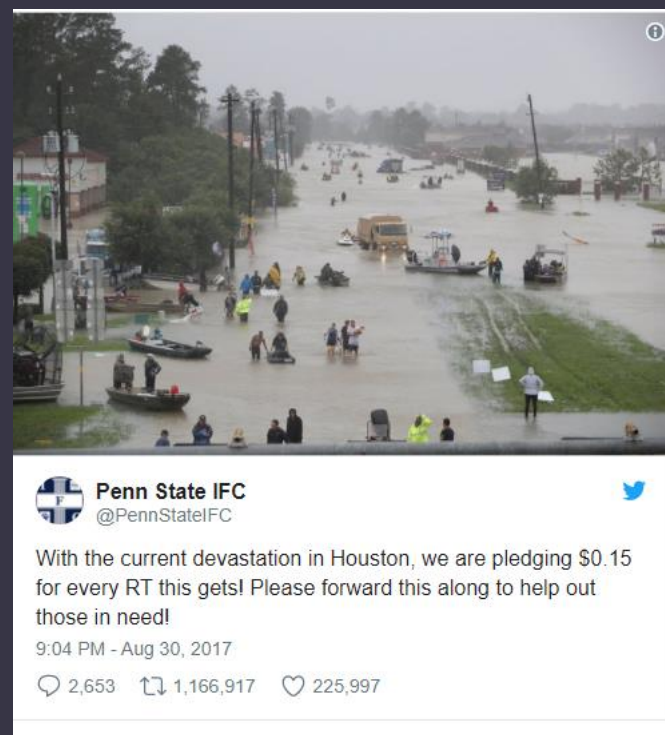 Penn State IFC
@PennStateIFC
With the current devastation in Houston, we are pledging $0.15
for every RT this gets! Please forward this along to help out
those in need!
9:04 PM - Aug 30, 2017
2,653 1,166,917 225,997